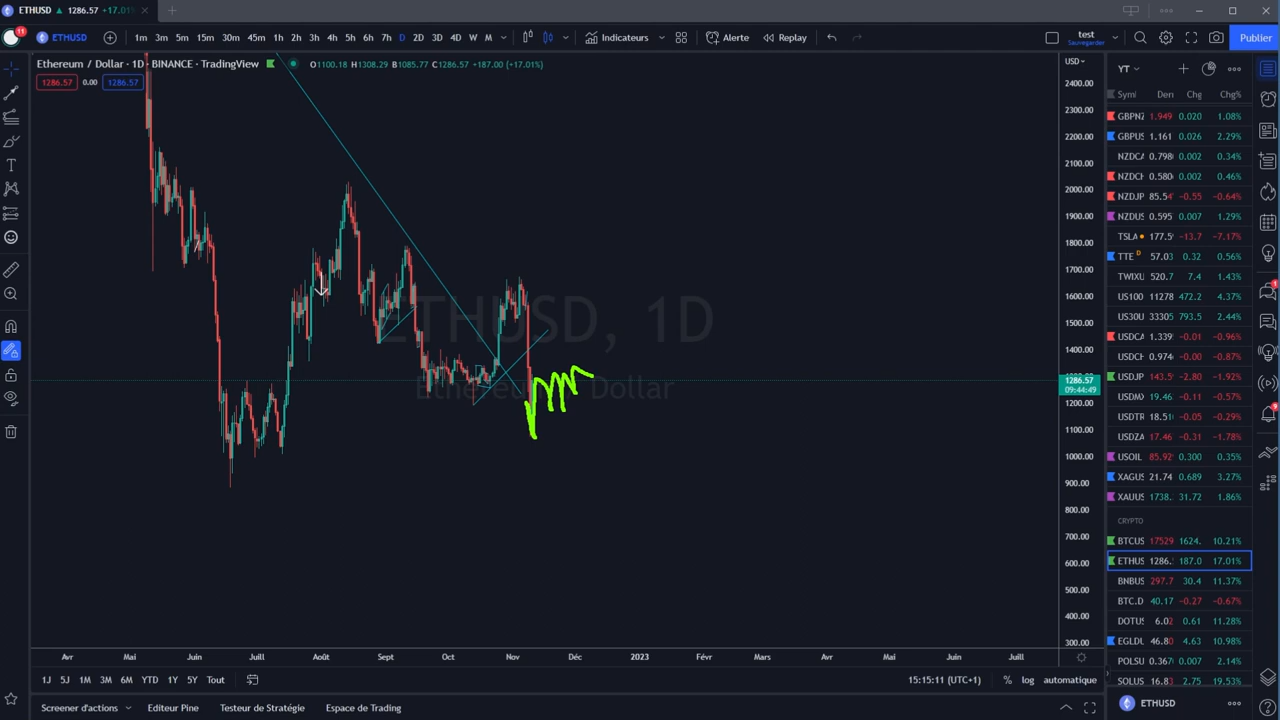 ETHUSD ▲ 1286.57 +17.01%
11 ETHUSD 1m 3m 5m 15m 30m 45m 1h 2h 3h 4h 5h 6h 7h D 2D 3D 4D W M Indicateurs Alerte Replay test Sauvegarder Publier
Ethereum / Dollar · 1D · BINANCE · TradingView O1100.18 H1308.29 B1085.77 C1286.57 +187.00 (+17.01%)
1286.57 0.00 1286.57
USD
2400.00
2300.00
2200.00
2100.00
2000.00
1900.00
1800.00
1700.00
1600.00
1500.00
1400.00
1286.57
09:44:49
1200.00
1100.00
1000.00
900.00
800.00
700.00
600.00
500.00
400.00
300.00
ETHUSD, 1D
Ethereum / Dollar
Avr Mai Juin Juill Août Sept Oct Nov Déc 2023 Févr Mars Avr Mai Juin Juill
1J 5J 1M 3M 6M YTD 1Y 5Y Tout 15:15:11 (UTC+1) % log automatique
Screener d'actions Editeur Pine Testeur de Stratégie Espace de Trading
YT
Syml Der Chg Chg%
GBPNZ 1.949 0.020 1.08%
GBPUS 1.161 0.026 2.29%
NZDCA 0.798 0.002 0.34%
NZDCH 0.580 0.002 0.46%
NZDJP 85.54 -0.55 -0.64%
NZDUS 0.595 0.007 1.29%
TSLA 177.5 -13.7 -7.17%
TTE D 57.03 0.32 0.56%
TWIXU 520.7 7.4 1.43%
US100 11278 472.2 4.37%
US30U 33305 793.5 2.44%
USDCA 1.339 -0.01 -0.96%
USDCH 0.974 -0.00 -0.87%
USDJP 143.5 -2.80 -1.92%
USDMX 19.46 -0.11 -0.57%
USDTR 18.51 -0.05 -0.29%
USDZA 17.46 -0.31 -1.78%
USOIL 85.92 0.300 0.35%
XAGUS 21.74 0.689 3.27%
XAUUS 1738. 31.72 1.86%
CRYPTO
BTCUS 17529 1624. 10.21%
ETHUS 1286. 187.0 17.01%
BNBUS 297.7 30.4 11.37%
BTC.D 40.17 -0.27 -0.67%
DOTUS 6.02 0.61 11.28%
EGLDU 46.80 4.63 10.98%
POLSU 0.367 0.007 2.14%
SOLUS 16.83 2.75 19.53%
ETHUSD